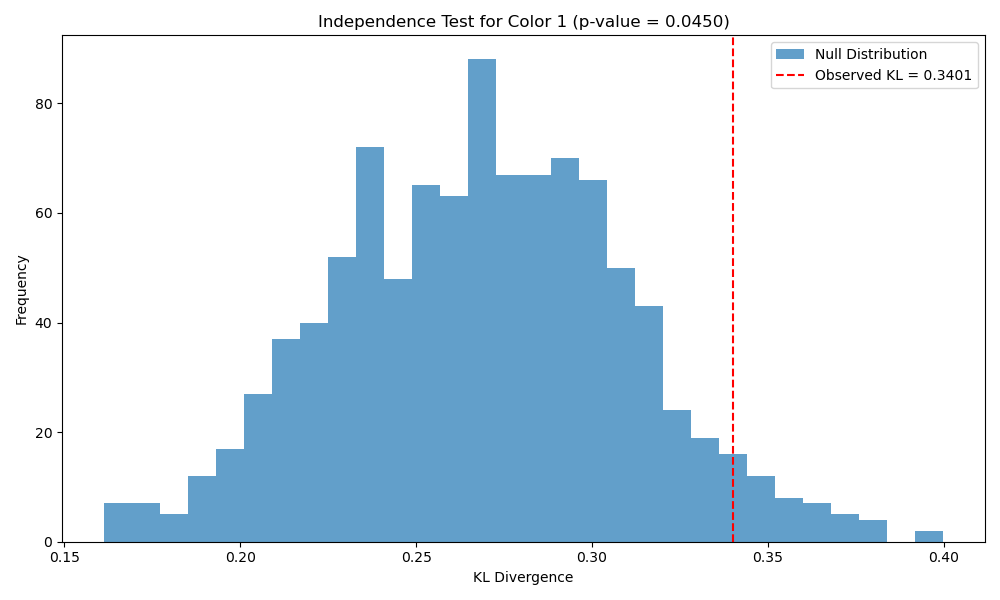 Independence Test for Color 1 (p-value = 0.0450)
Null Distribution
Observed KL = 0.3401
Frequency
80
60
40
20
0
0.15 0.20 0.25 0.30 0.35 0.40
KL Divergence